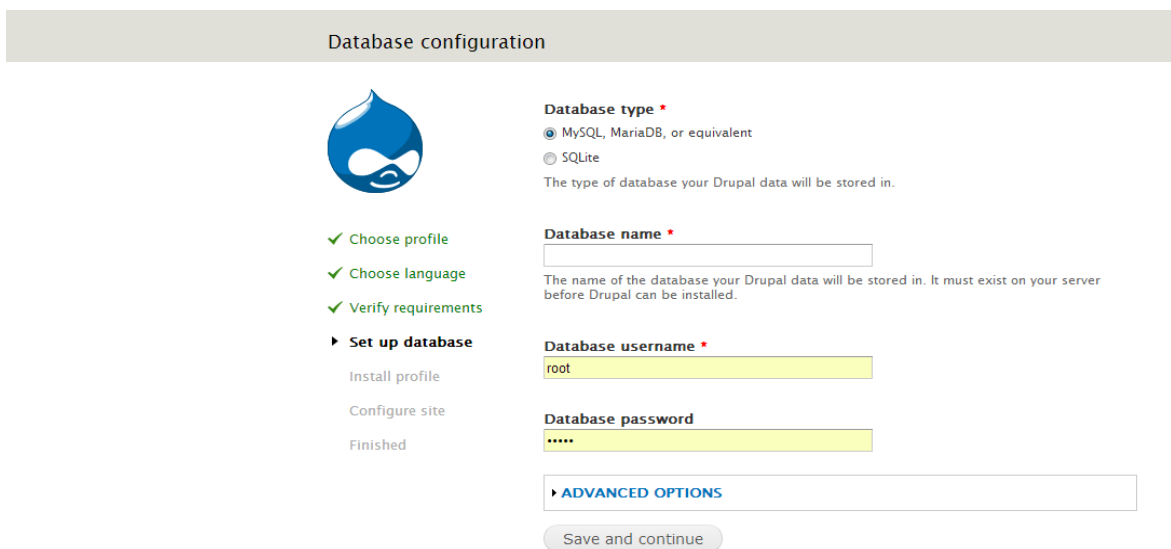 Database configuration
Choose profile
Choose language
Verify requirements
Set up database
Install profile
Configure site
Finished
Database type *
MySQL, MariaDB, or equivalent
SQLite
The type of database your Drupal data will be stored in.
Database name *
The name of the database your Drupal data will be stored in. It must exist on your server
before Drupal can be installed.
Database username *
root
Database password
•••••
ADVANCED OPTIONS
Save and continue